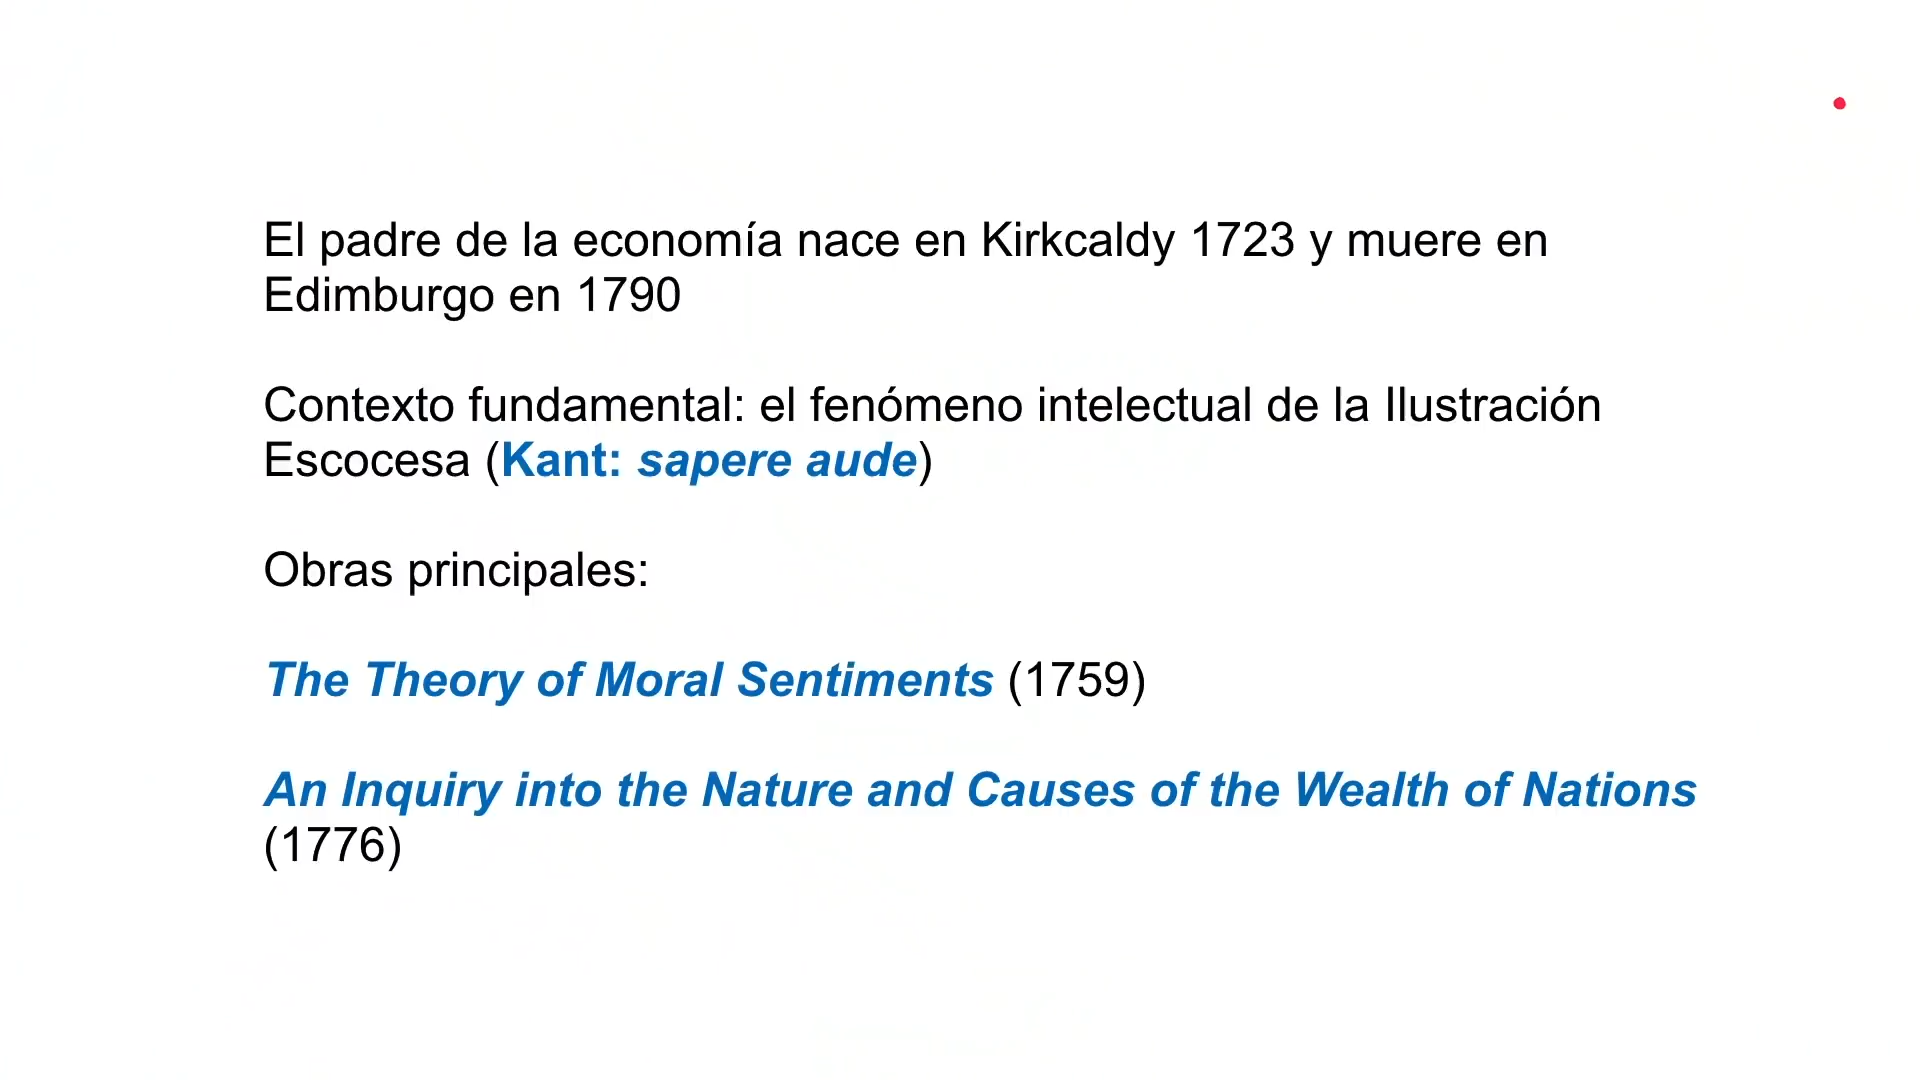 El padre de la economía nace en Kirkcaldy 1723 y muere en
Edimburgo en 1790
Contexto fundamental: el fenómeno intelectual de la Ilustración
Escocesa (Kant: sapere aude)
Obras principales:
The Theory of Moral Sentiments (1759)
An Inquiry into the Nature and Causes of the Wealth of Nations
(1776)